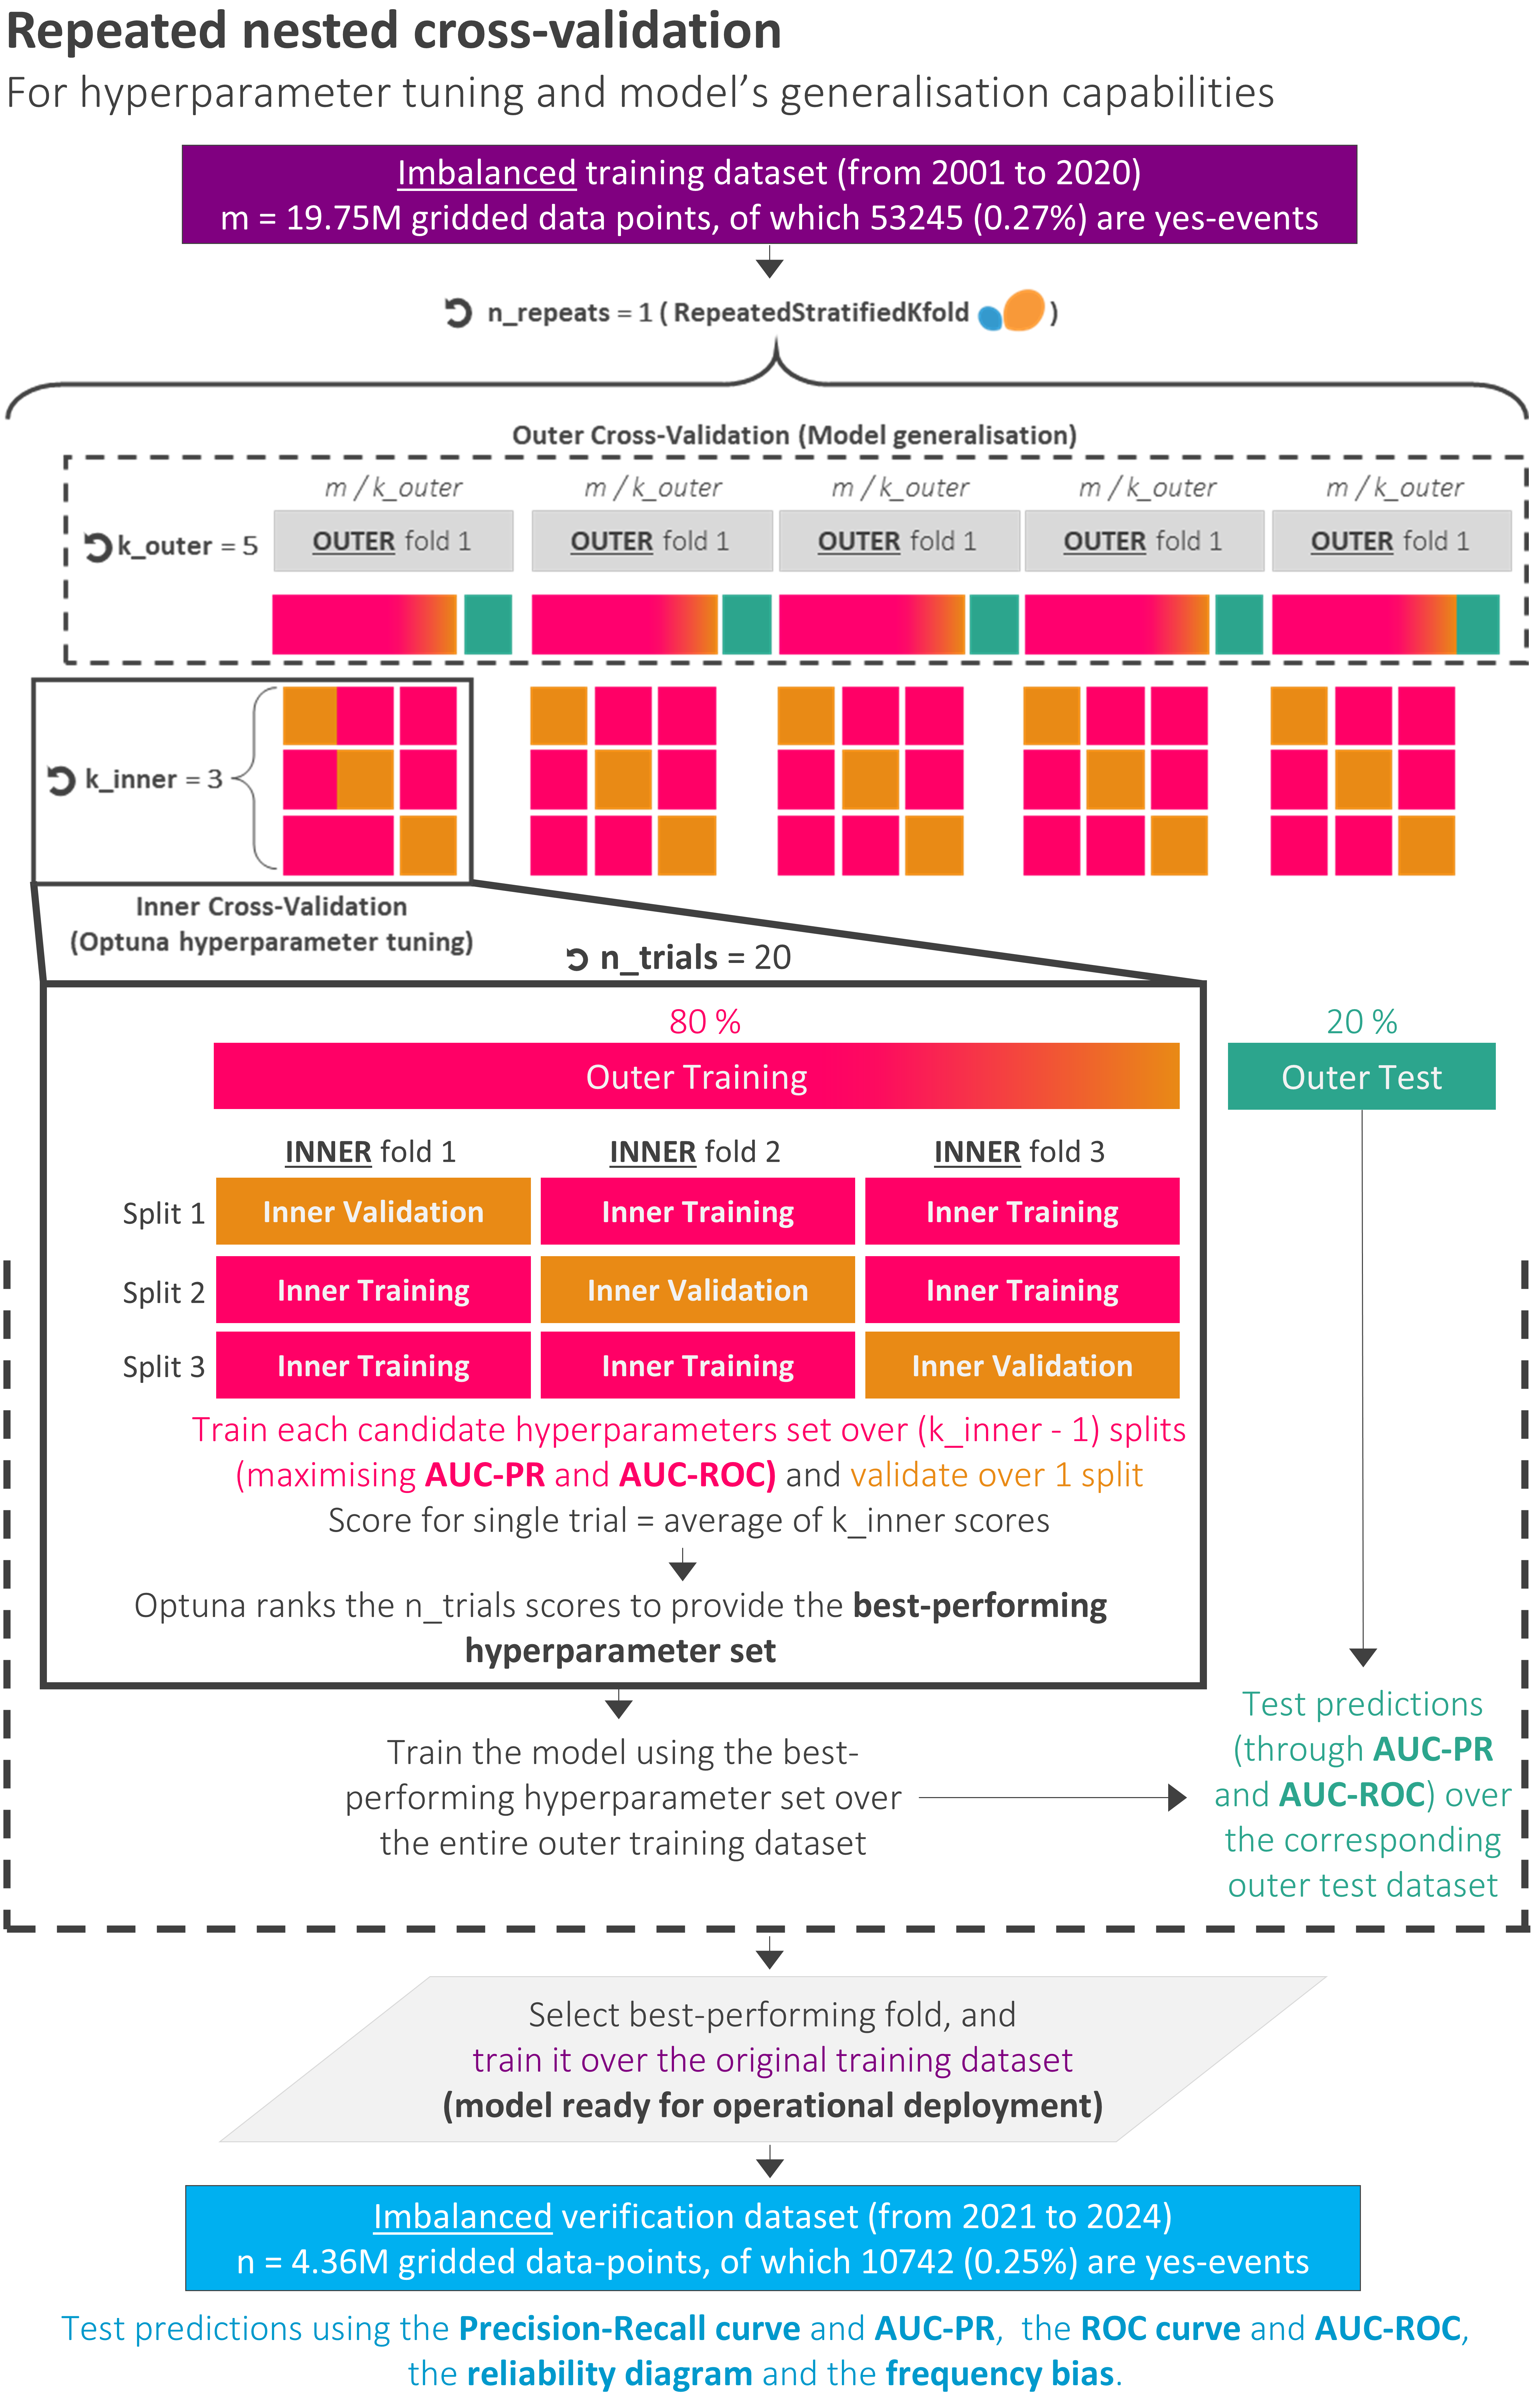 Repeated nested cross-validation
For hyperparameter tuning and model’s generalisation capabilities
Imbalanced training dataset (from 2001 to 2020)
m = 19.75M gridded data points, of which 53245 (0.27%) are yes-events
n_repeats = 1 ( RepeatedStratifiedKfold )
Outer Cross-Validation (Model generalisation)
m / k_outer m / k_outer m / k_outer m / k_outer m / k_outer
k_outer = 5 OUTER fold 1 OUTER fold 1 OUTER fold 1 OUTER fold 1 OUTER fold 1
k_inner = 3
Inner Cross-Validation
(Optuna hyperparameter tuning)
n_trials = 20
80 % 20 %
Outer Training Outer Test
INNER fold 1 INNER fold 2 INNER fold 3
Split 1 Inner Validation Inner Training Inner Training
Split 2 Inner Training Inner Validation Inner Training
Split 3 Inner Training Inner Training Inner Validation
Train each candidate hyperparameters set over (k_inner - 1) splits
(maximising AUC-PR and AUC-ROC) and validate over 1 split
Score for single trial = average of k_inner scores
Optuna ranks the n_trials scores to provide the best-performing
hyperparameter set
Train the model using the best-
performing hyperparameter set over
the entire outer training dataset
Test predictions
(through AUC-PR
and AUC-ROC) over
the corresponding
outer test dataset
Select best-performing fold, and
train it over the original training dataset
(model ready for operational deployment)
Imbalanced verification dataset (from 2021 to 2024)
n = 4.36M gridded data-points, of which 10742 (0.25%) are yes-events
Test predictions using the Precision-Recall curve and AUC-PR, the ROC curve and AUC-ROC,
the reliability diagram and the frequency bias.